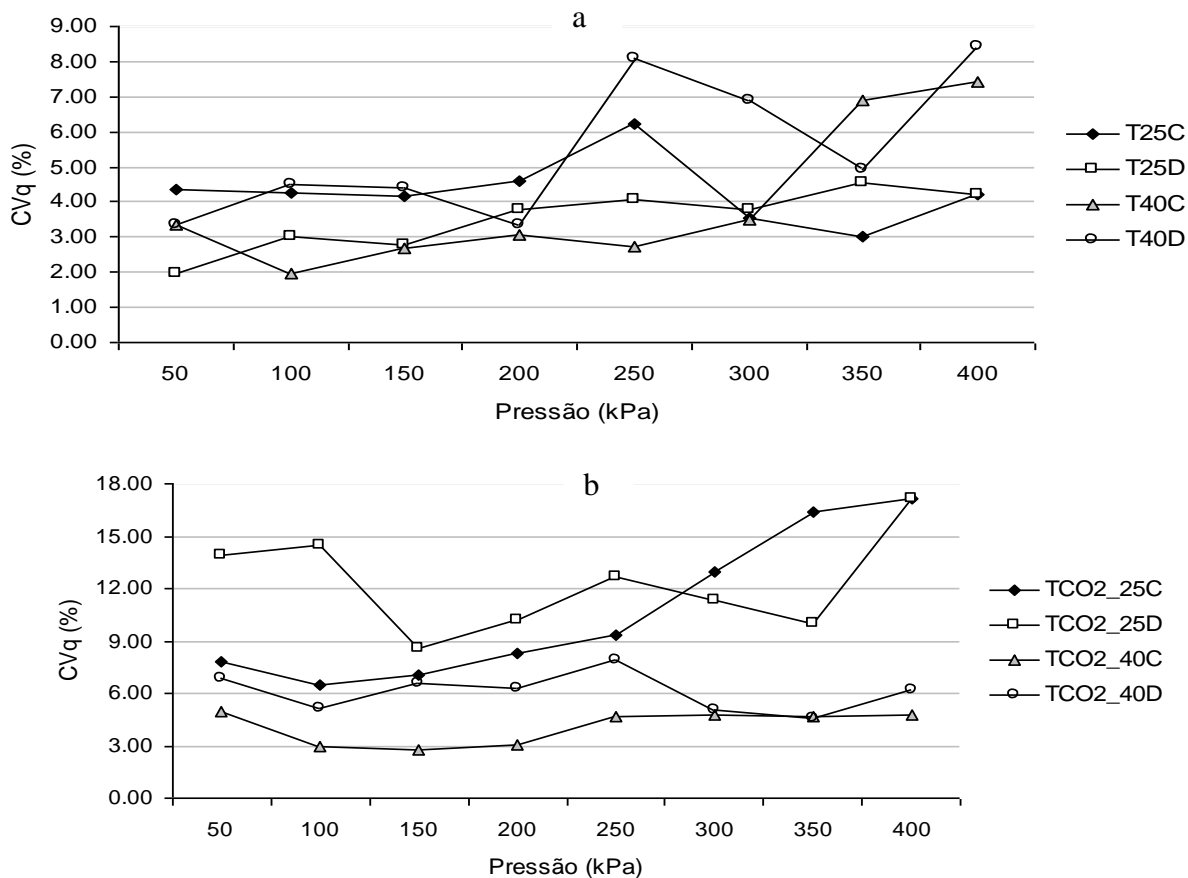 a
9.00
8.00
7.00
6.00
5.00
4.00
3.00
2.00
1.00
0.00
CVq (%)
50 100 150 200 250 300 350 400
Pressão (kPa)
T25C
T25D
T40C
T40D
b
18.00
15.00
12.00
9.00
6.00
3.00
0.00
CVq (%)
50 100 150 200 250 300 350 400
Pressão (kPa)
TCO2_25C
TCO2_25D
TCO2_40C
TCO2_40D